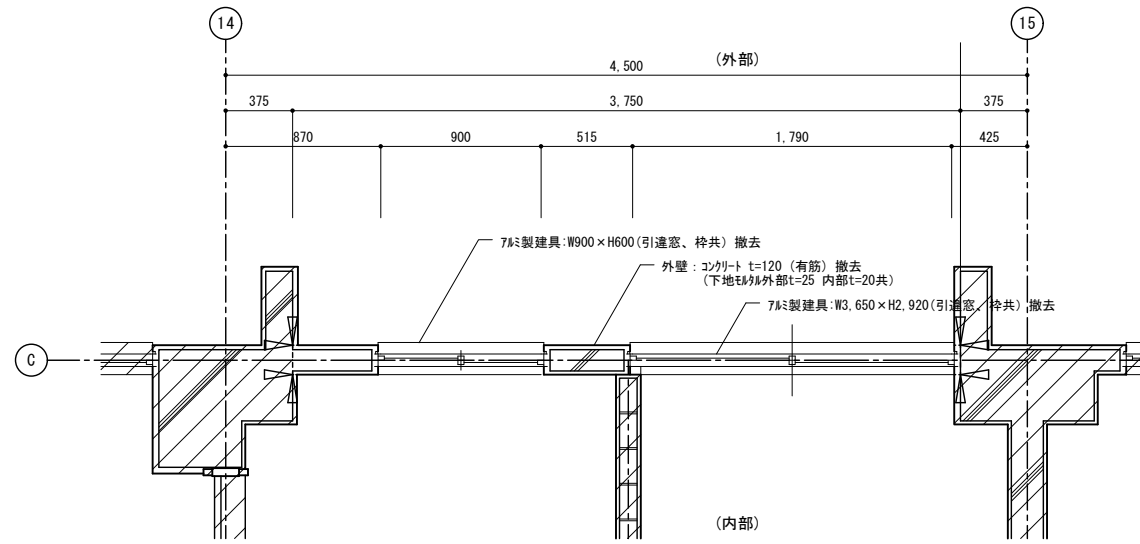 14
15
(外部)
4,500
375
3,750
375
870
900
515
1,790
425
アルミ製建具:W900×H600(引違窓、枠共) 撤去
外壁:コンクリート t=120 (有筋) 撤去
(下地モルタル外部t=25 内部t=20共)
アルミ製建具:W3,650×H2,920(引違窓、枠共) 撤去
C
(内部)